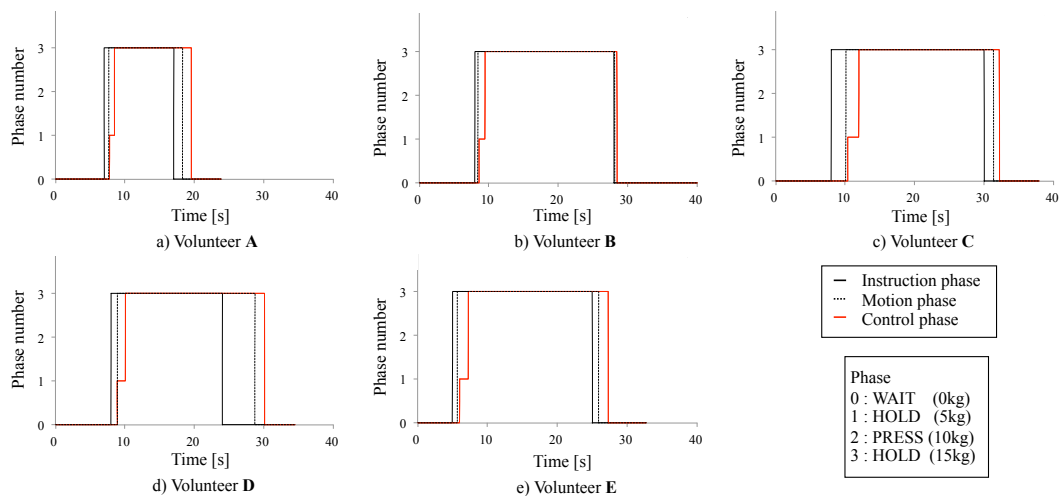 Phase number
3
2
1
0
0
10
20
30
40
Time [s]
a) Volunteer A
Phase number
3
2
1
0
0
10
20
30
40
Time [s]
b) Volunteer B
Phase number
3
2
1
0
0
10
20
30
40
Time [s]
c) Volunteer C
Phase number
3
2
1
0
0
10
20
30
40
Time [s]
d) Volunteer D
Phase number
3
2
1
0
0
10
20
30
40
Time [s]
e) Volunteer E
Instruction phase
Motion phase
Control phase
Phase
0 : WAIT (0kg)
1 : HOLD (5kg)
2 : PRESS (10kg)
3 : HOLD (15kg)